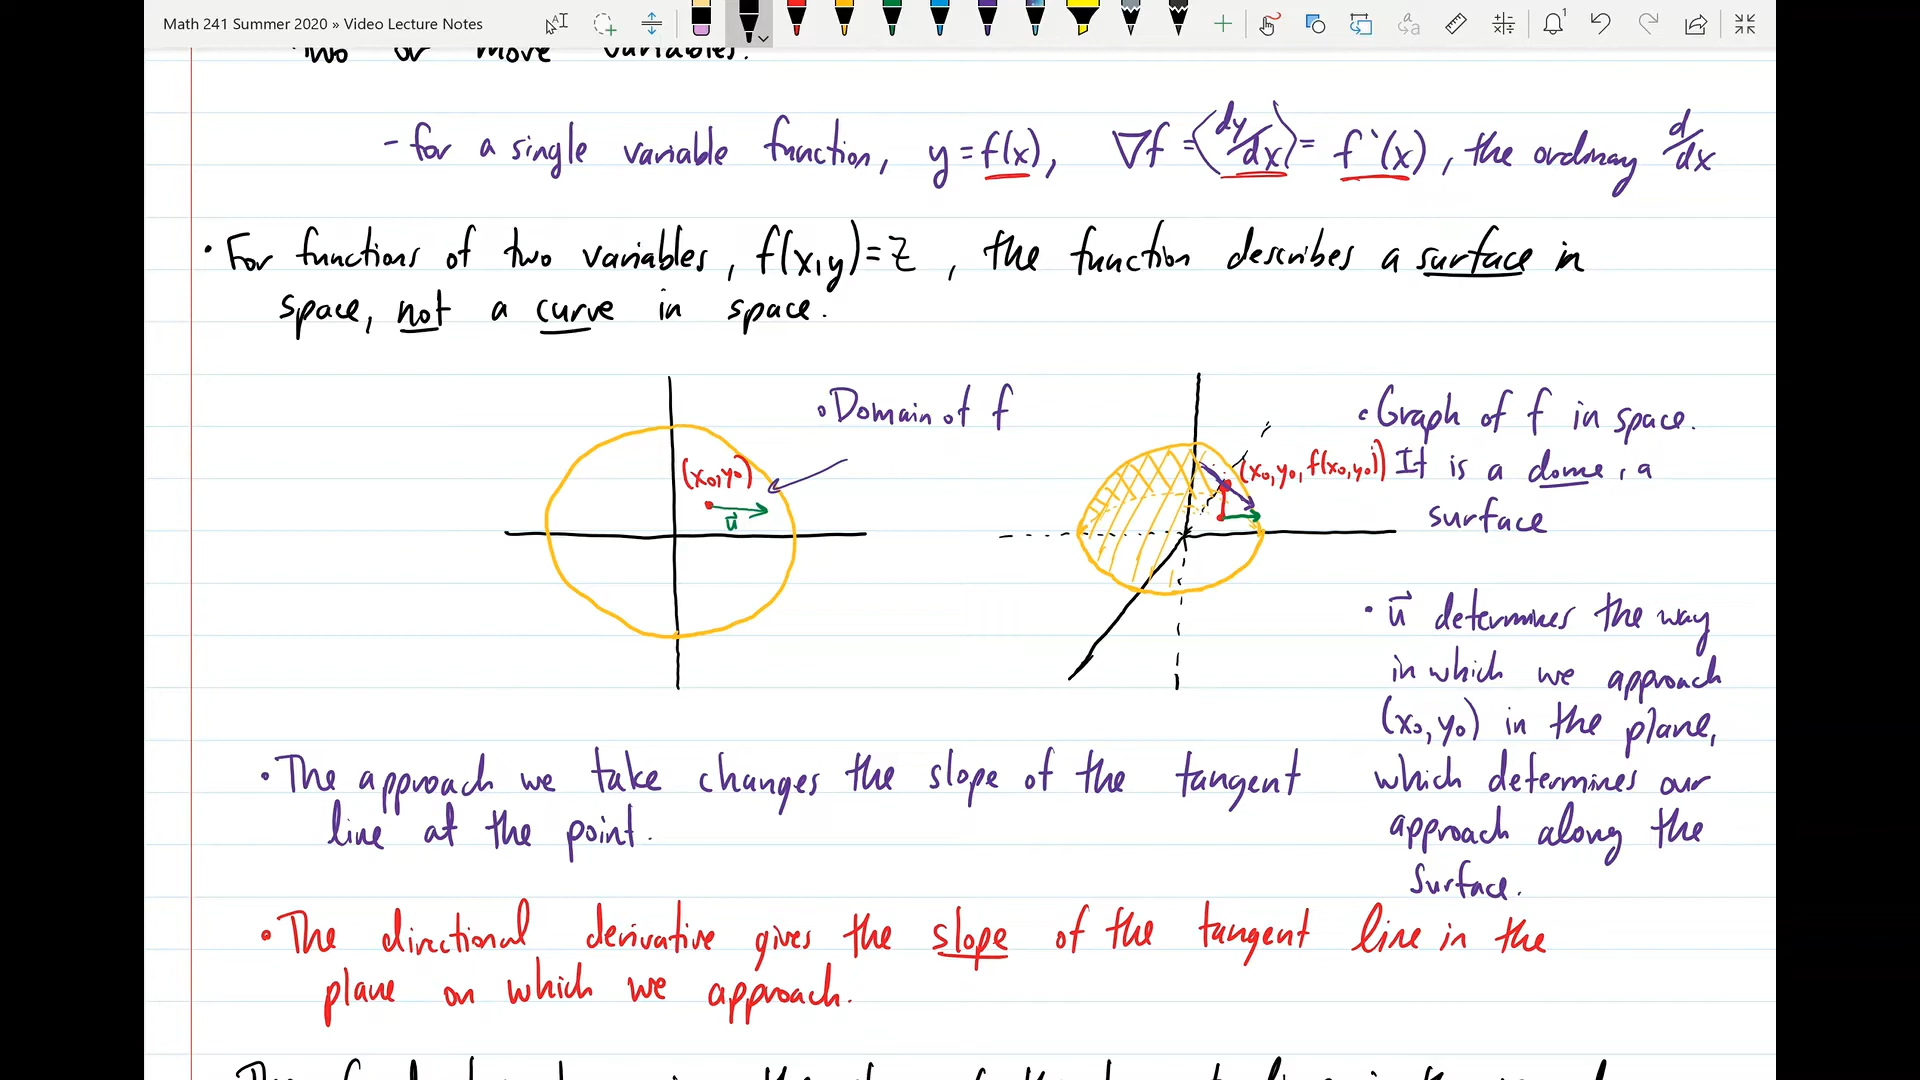 Math 241 Summer 2020 » Video Lecture Notes
two or more variables.
- for a single variable function, y = f(x), ∇f = ⟨dy/dx⟩ = f'(x), the ordinary d/dx
• For functions of two variables, f(x,y) = z, the function describes a surface in
space, not a curve in space.
• Domain of f
(x₀,y₀)
u⃗
• Graph of f in space.
(x₀,y₀,f(x₀,y₀))
It is a dome, a
surface
• u⃗ determines the way
in which we approach
(x₀,y₀) in the plane,
which determines our
approach along the
surface.
• The approach we take changes the slope of the tangent
line at the point.
• The directional derivative gives the slope of the tangent line in the
plane on which we approach.